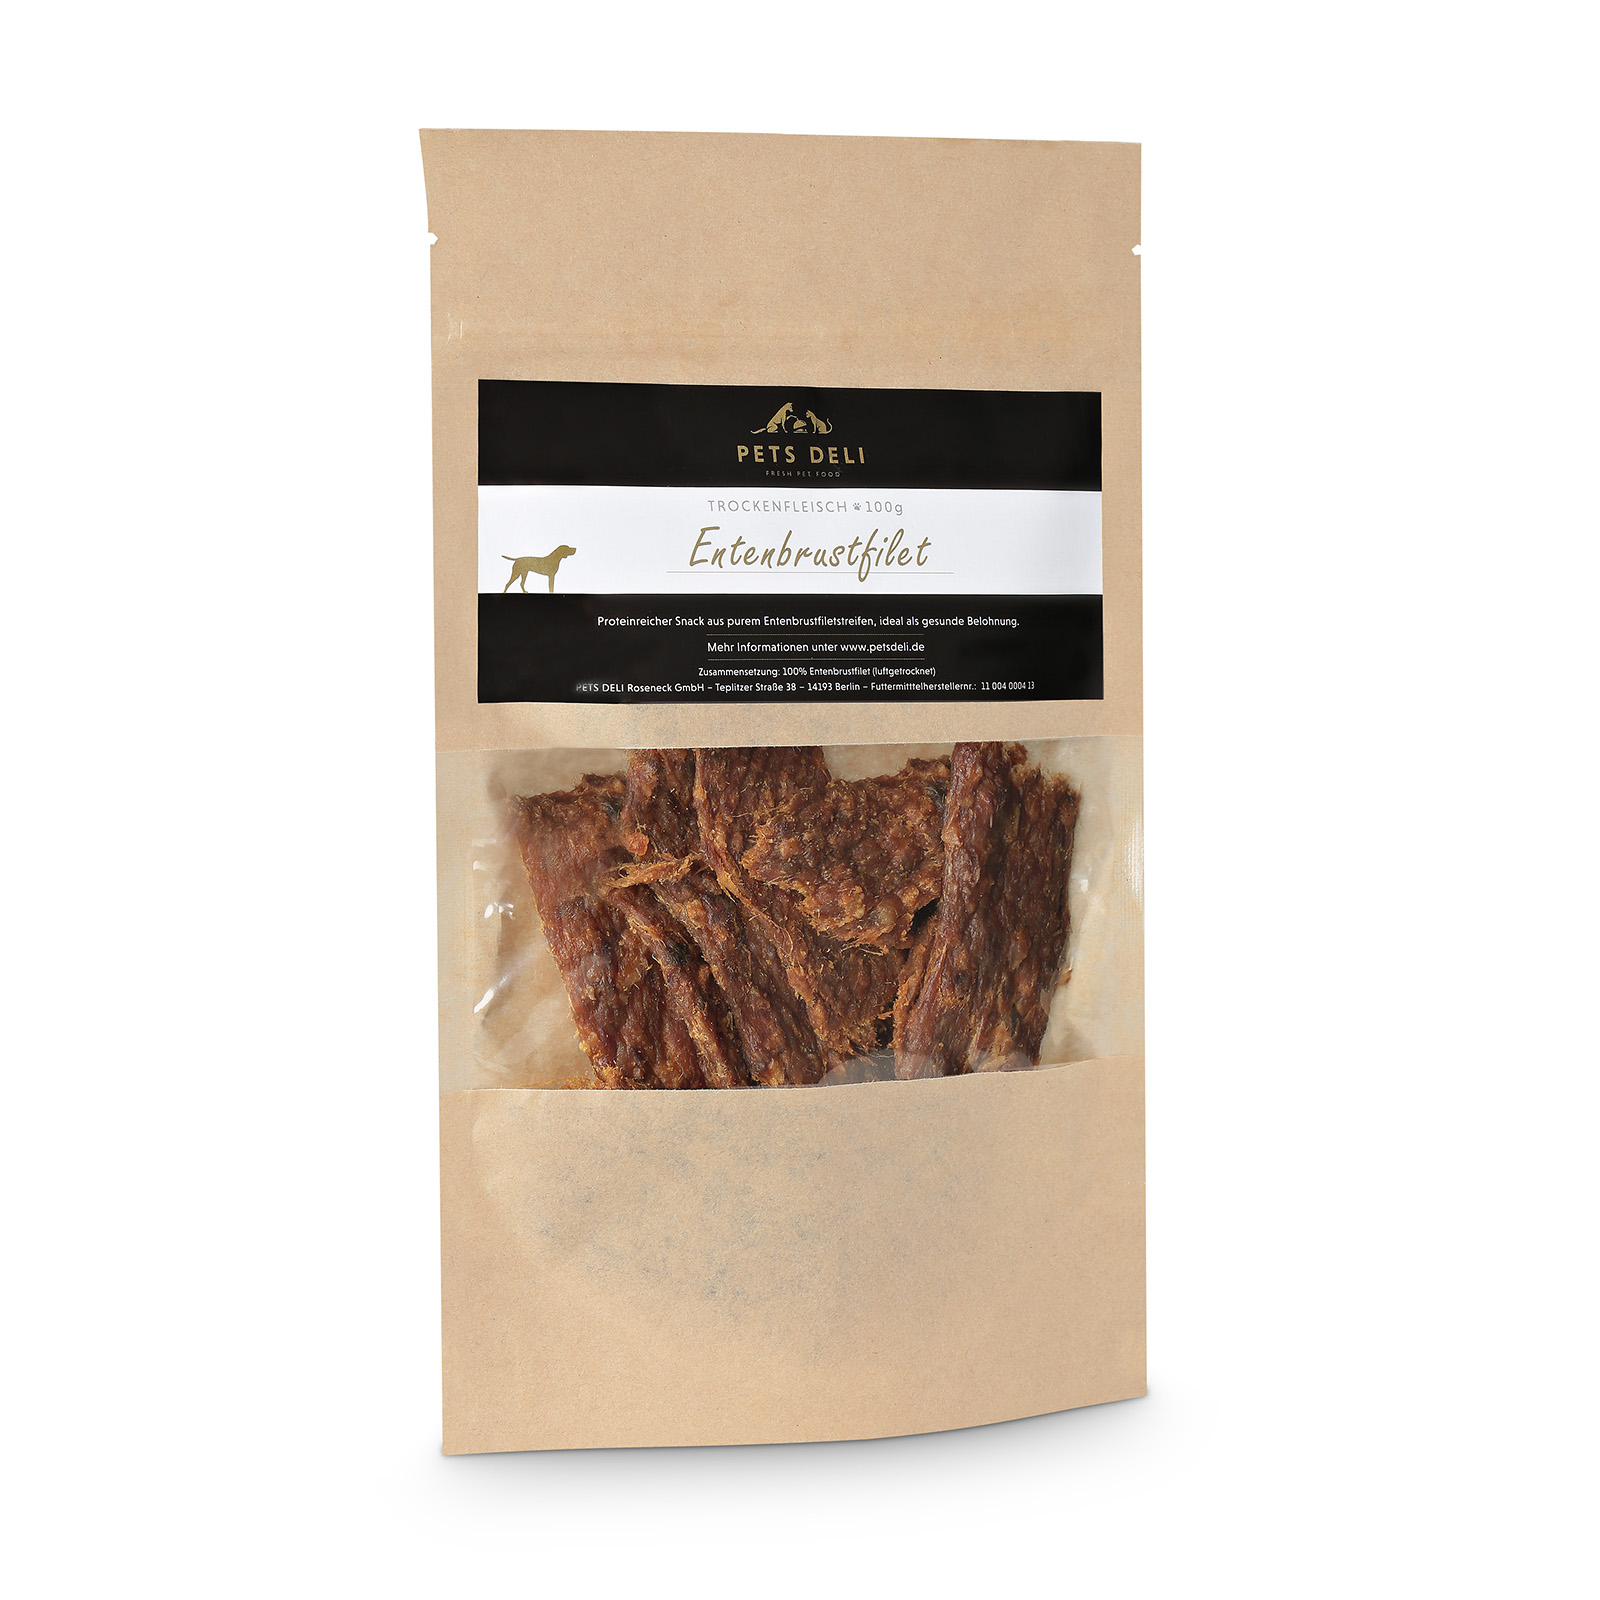 PETS DELI
FRESH PET FOOD
TROCKENFLEISCH 100g
Entenbrustfilet
Proteinreicher Snack aus purem Entenbrustfiletstreifen, ideal als gesunde Belohnung.
Mehr Informationen unter www.petsdeli.de
Zusammensetzung: 100% Entenbrustfilet (luftgetrocknet)
PETS DELI Roseneck GmbH – Teplitzer Straße 38 – 14193 Berlin – Futtermitttelherstellernr.: 11 004 0004 13